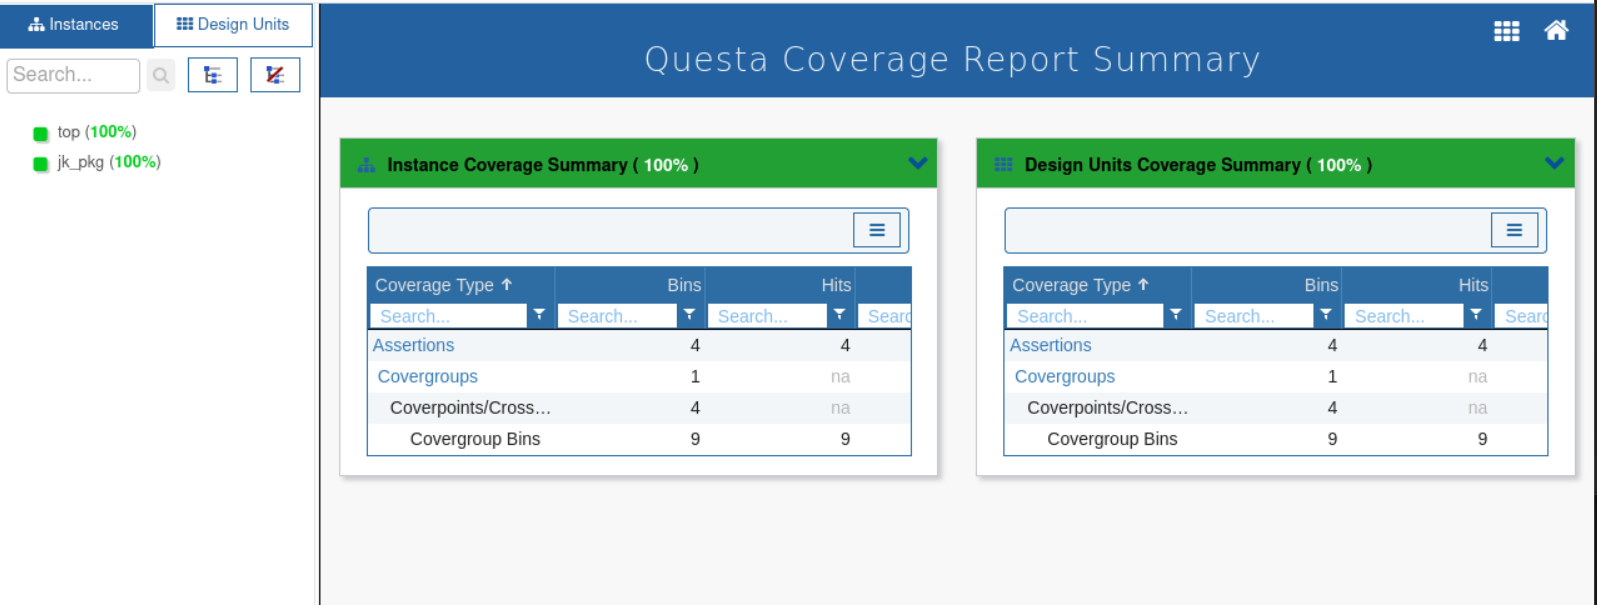 Instances
Design Units
Search...
top (100%)
jk_pkg (100%)
Questa Coverage Report Summary
Instance Coverage Summary ( 100% )
Coverage Type Bins Hits
Search... Search... Search... Searc
Assertions 4 4
Covergroups 1 na
Coverpoints/Cross... 4 na
Covergroup Bins 9 9
Design Units Coverage Summary ( 100% )
Coverage Type Bins Hits
Search... Search... Search... Searc
Assertions 4 4
Covergroups 1 na
Coverpoints/Cross... 4 na
Covergroup Bins 9 9